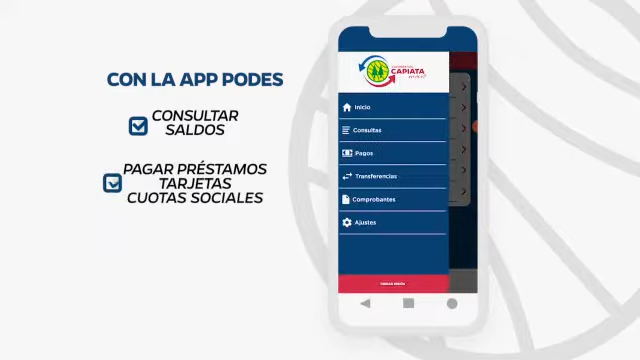 CON LA APP PODES
CONSULTAR
SALDOS
PAGAR PRÉSTAMOS
TARJETAS
CUOTAS SOCIALES
CAPIATA
Inicio
Consultas
Pagos
Transferencias
Comprobantes
Ajustes